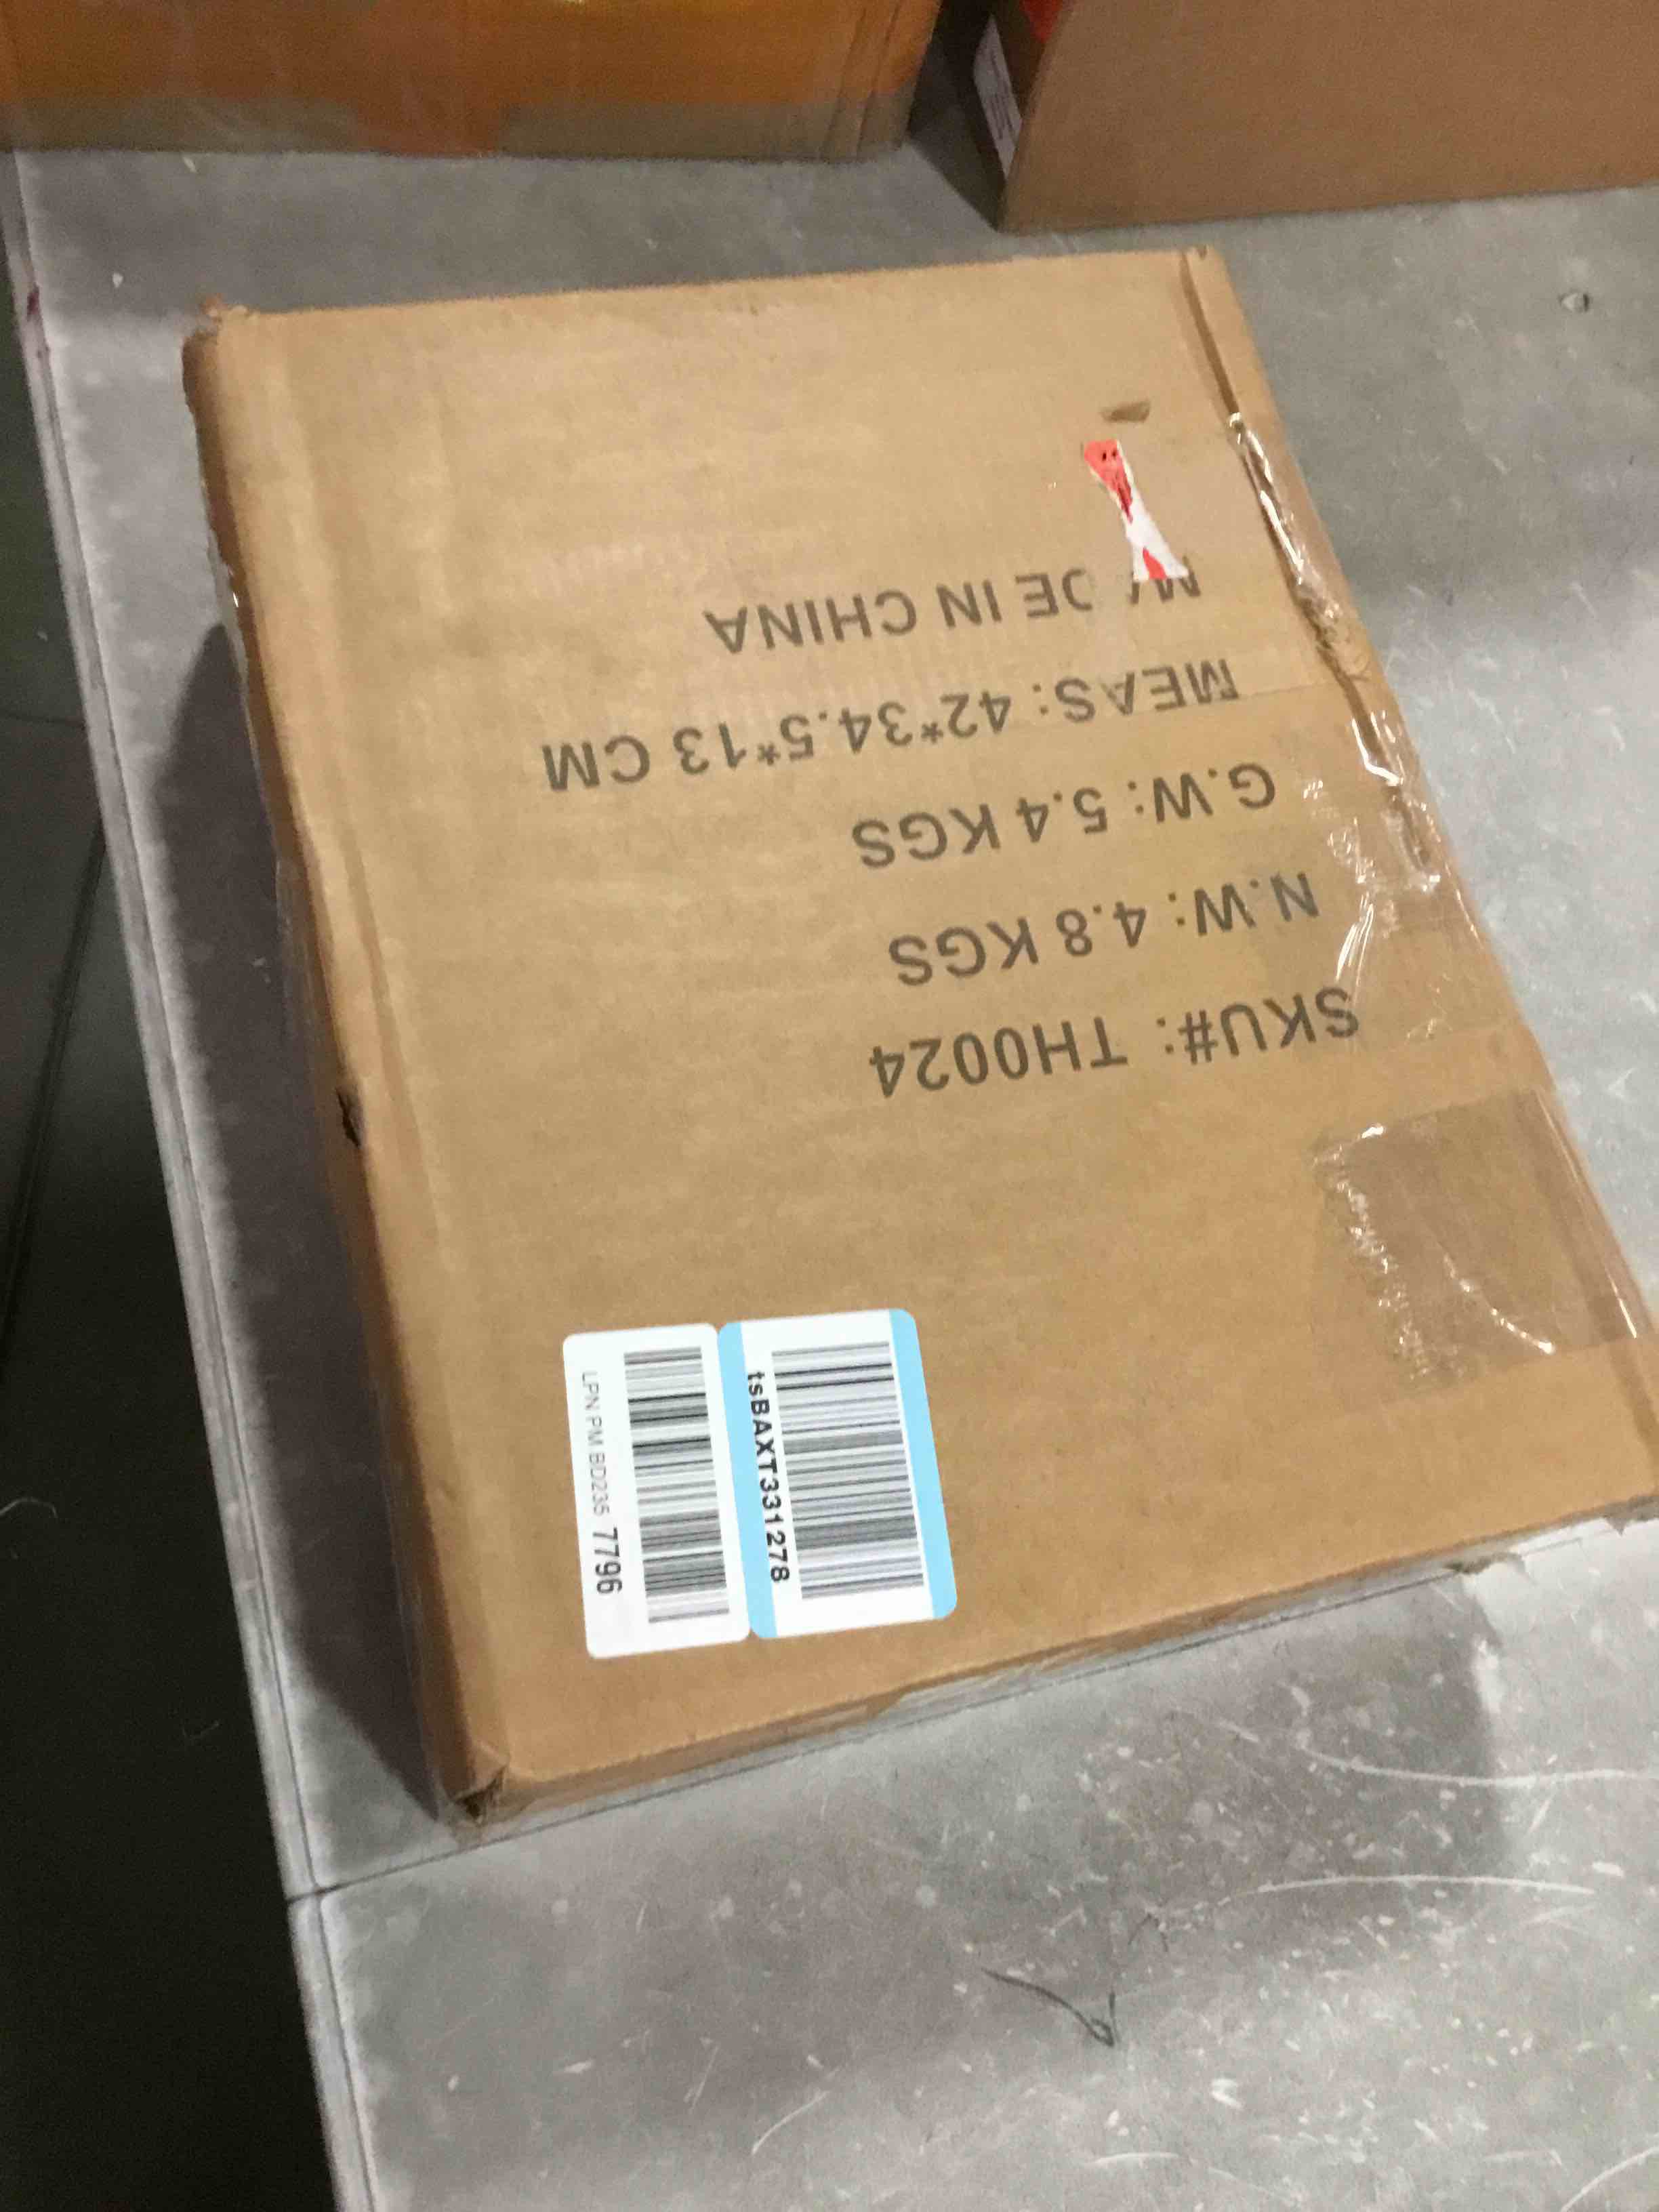 SKU#: TH0024
N.W: 4.8 KGS
G.W: 5.4 KGS
MEAS: 42*34.5*13 CM
MADE IN CHINA
tsBAXT331278
LPN PM BD235 7796